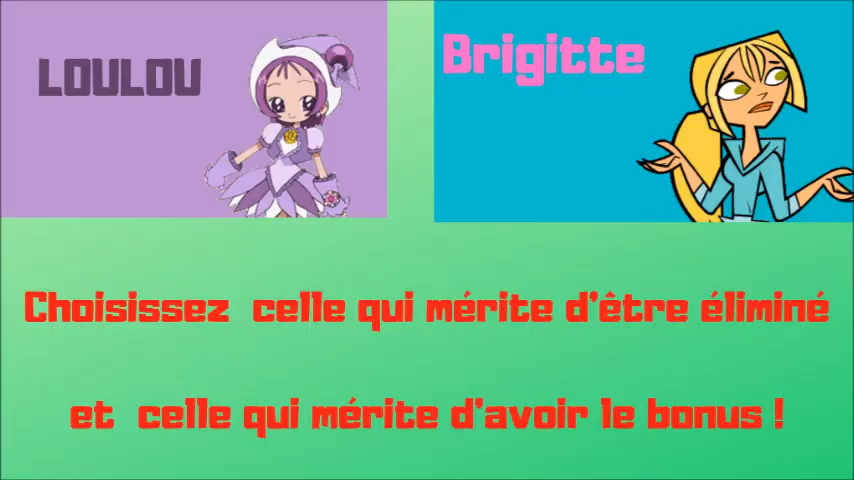 LOULOU
Brigitte
Choisissez celle qui mérite d'être éliminé
et celle qui mérite d'avoir le bonus !